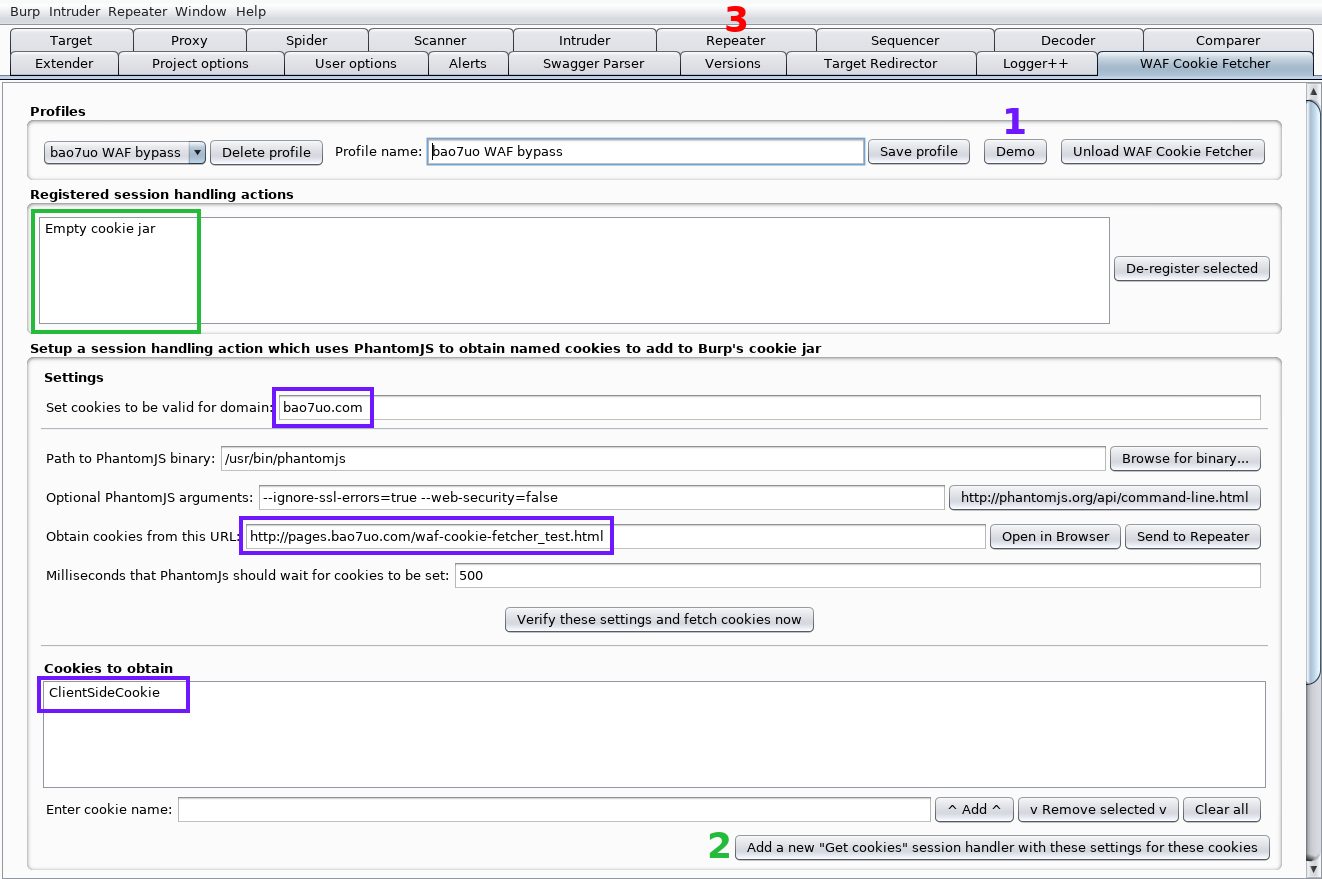 Burp Intruder Repeater Window Help
3
Target Proxy Spider Scanner Intruder Repeater Sequencer Decoder Comparer
Extender Project options User options Alerts Swagger Parser Versions Target Redirector Logger++ WAF Cookie Fetcher
Profiles
1
bao7uo WAF bypass Delete profile Profile name: bao7uo WAF bypass Save profile Demo Unload WAF Cookie Fetcher
Registered session handling actions
Empty cookie jar
De-register selected
Setup a session handling action which uses PhantomJS to obtain named cookies to add to Burp's cookie jar
Settings
Set cookies to be valid for domain: bao7uo.com
Path to PhantomJS binary: /usr/bin/phantomjs Browse for binary...
Optional PhantomJS arguments: --ignore-ssl-errors=true --web-security=false http://phantomjs.org/api/command-line.html
Obtain cookies from this URL: http://pages.bao7uo.com/waf-cookie-fetcher_test.html Open in Browser Send to Repeater
Milliseconds that PhantomJs should wait for cookies to be set: 500
Verify these settings and fetch cookies now
Cookies to obtain
ClientSideCookie
Enter cookie name: ^ Add ^ v Remove selected v Clear all
2 Add a new "Get cookies" session handler with these settings for these cookies